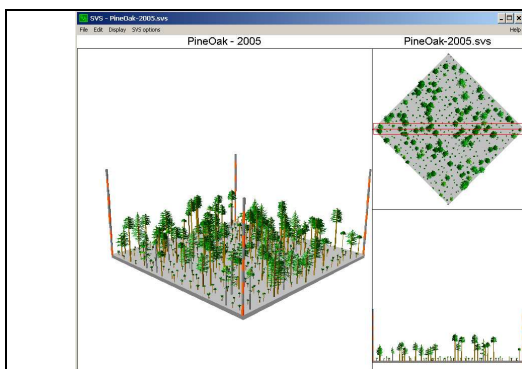 SVS - PineOak-2005.svs
File Edit Display SVS options Help
PineOak - 2005
PineOak-2005.svs